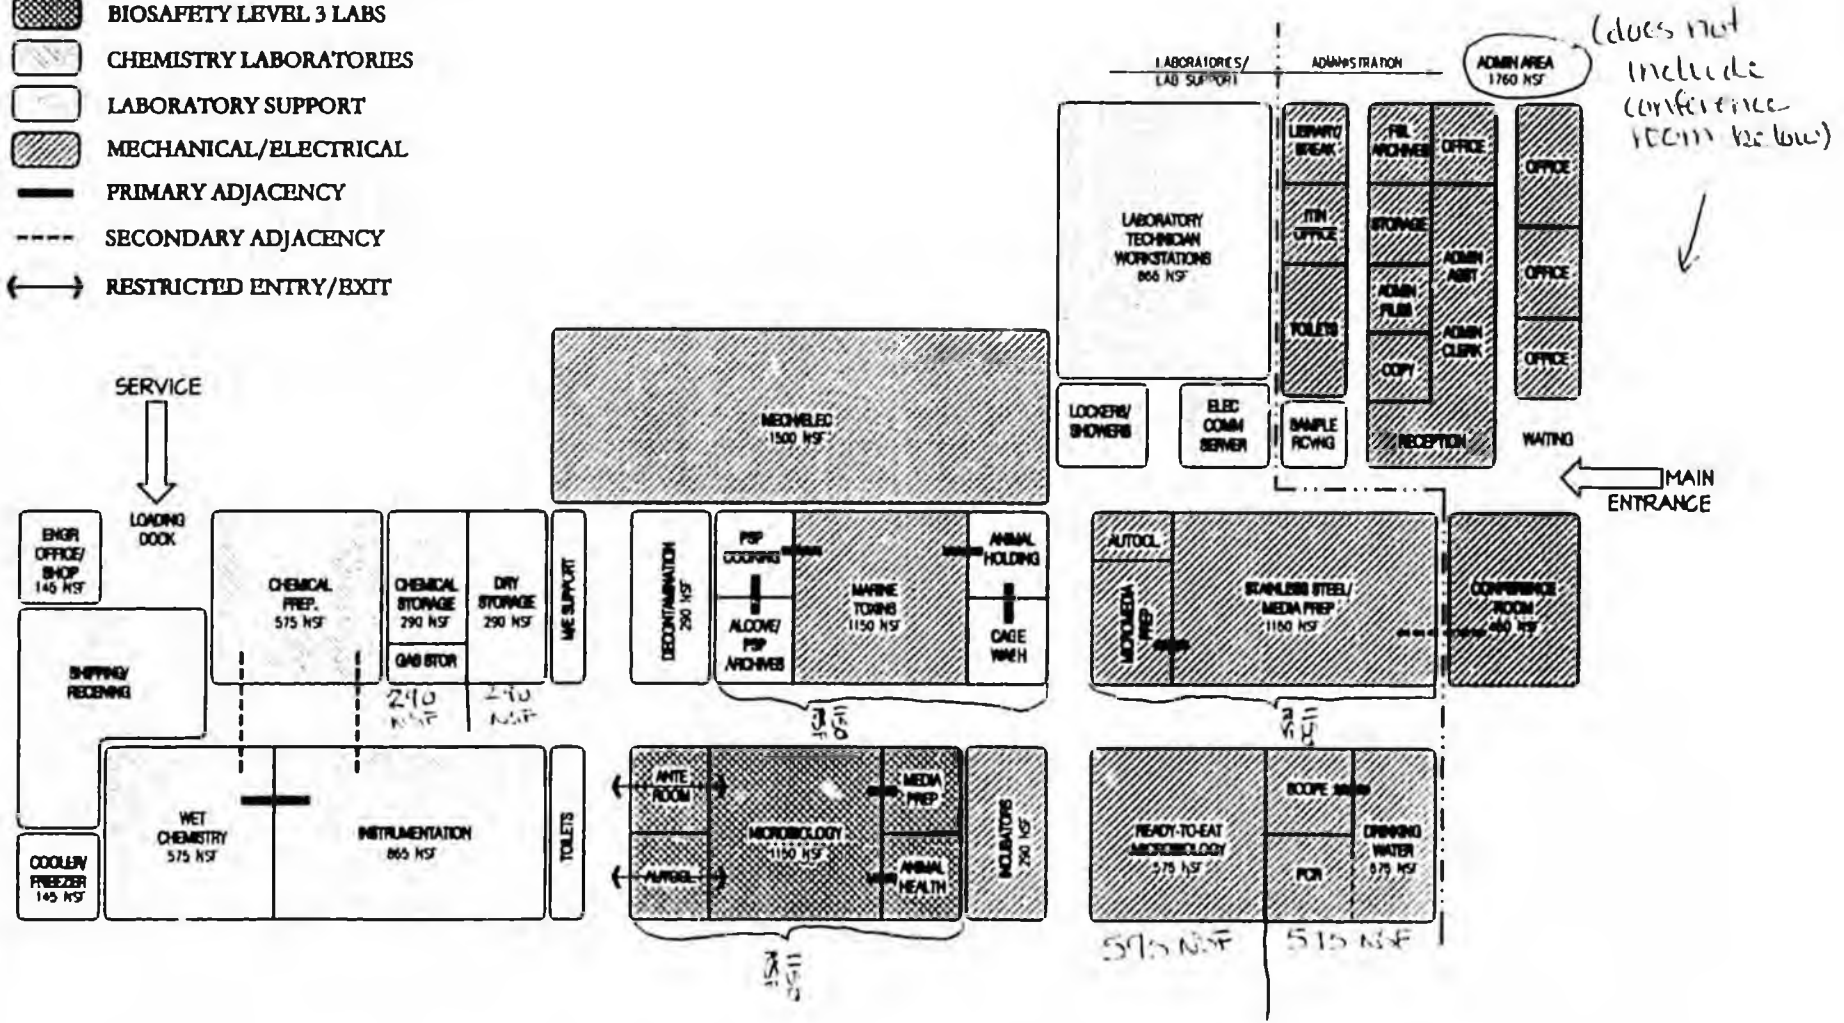 BIOSAFETY LEVEL 3 LABS
CHEMISTRY LABORATORIES
LABORATORY SUPPORT
MECHANICAL/ELECTRICAL
PRIMARY ADJACENCY
SECONDARY ADJACENCY
RESTRICTED ENTRY/EXIT
LABORATORIES/
LAB SUPPORT
ADMINISTRATION
ADMIN AREA
1760 NSF
(does not
include
conference
room below)
LABORATORY
TECHNICIAN
WORKSTATIONS
865 NSF
LIBRARY/
BREAK
OFFICE
TOILETS
ARCHIVES
STORAGE
ADMIN
FILES
COPY
OFFICE
ADMIN
ASST
ADMIN
CLERK
RECEPTION
OFFICE
OFFICE
OFFICE
WAITING
MAIN
ENTRANCE
LOCKERS/
SHOWERS
ELEC
COMM
SERVER
SAMPLE
RCVNG
MECH/ELEC
1500 NSF
SERVICE
LOADING
DOCK
ENGR
OFFICE/
SHOP
145 NSF
CHEMICAL
PREP.
575 NSF
CHEMICAL
STORAGE
290 NSF
GAS STOR
DRY
STORAGE
290 NSF
M/E SUPPORT
290
NSF
290
NSF
DECONTAMINATION
290 NSF
PSP
COOKING
ALCOVE/
PSP
ARCHIVES
MARINE
TOXINS
1150 NSF
ANIMAL
HOLDING
CAGE
WASH
AUTOCL
MICROMEDIA
PREP
STAINLESS STEEL/
MEDIA PREP
1150 NSF
CONFERENCE
ROOM
SHIPPING/
RECEIVING
COOLER/
FREEZER
145 NSF
WET
CHEMISTRY
575 NSF
INSTRUMENTATION
865 NSF
TOILETS
ANTE
ROOM
AUTOCL
MICROBIOLOGY
1150 NSF
MEDIA
PREP
ANIMAL
HEALTH
INCUBATORS
290 NSF
READY-TO-EAT
MICROBIOLOGY
575 NSF
SCOPE
PCR
DRINKING
WATER
575 NSF
575 NSF
575 NSF